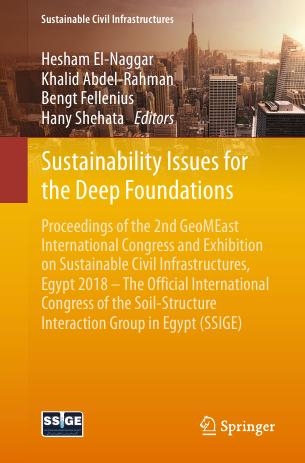 Sustainable Civil Infrastructures
Hesham El-Naggar
Khalid Abdel-Rahman
Bengt Fellenius
Hany Shehata Editors
Sustainability Issues for
the Deep Foundations
Proceedings of the 2nd GeoMEast
International Congress and Exhibition
on Sustainable Civil Infrastructures,
Egypt 2018 – The Official International
Congress of the Soil-Structure
Interaction Group in Egypt (SSIGE)
SSIGE
Springer